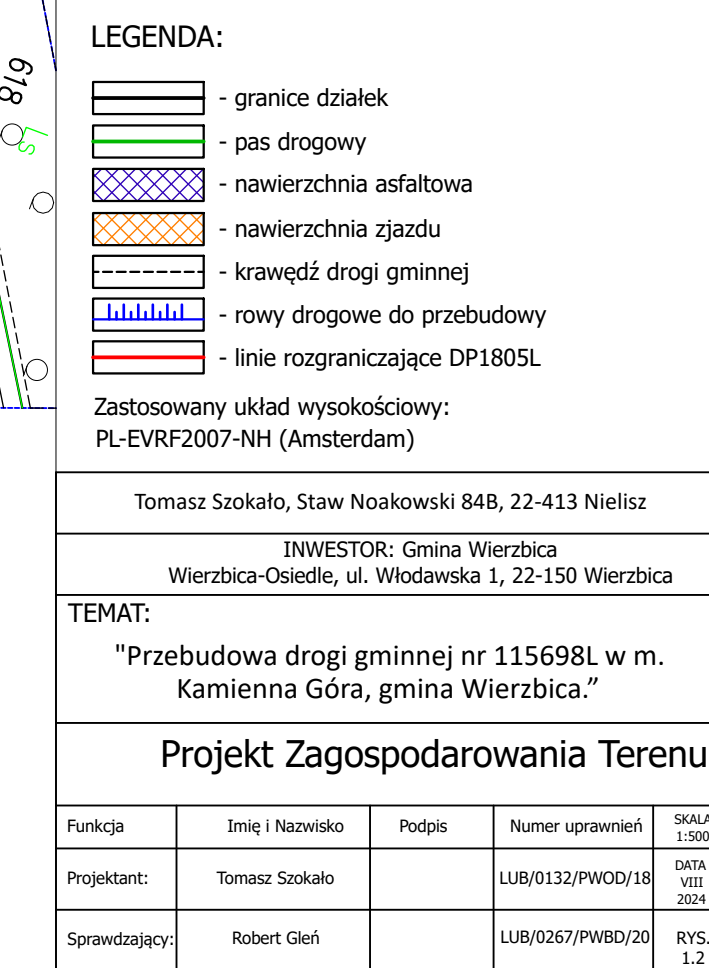 618
Ls
LEGENDA:
- granice działek
- pas drogowy
- nawierzchnia asfaltowa
- nawierzchnia zjazdu
- krawędź drogi gminnej
- rowy drogowe do przebudowy
- linie rozgraniczające DP1805L
Zastosowany układ wysokościowy:
PL-EVRF2007-NH (Amsterdam)
Tomasz Szokało, Staw Noakowski 84B, 22-413 Nielisz
INWESTOR: Gmina Wierzbica
Wierzbica-Osiedle, ul. Włodawska 1, 22-150 Wierzbica
TEMAT:
"Przebudowa drogi gminnej nr 115698L w m.
Kamienna Góra, gmina Wierzbica.”
Projekt Zagospodarowania Terenu
Funkcja Imię i Nazwisko Podpis Numer uprawnień SKALA
1:500
Projektant: Tomasz Szokało LUB/0132/PWOD/18 DATA
VIII
2024
Sprawdzający: Robert Gleń LUB/0267/PWBD/20 RYS.
1.2